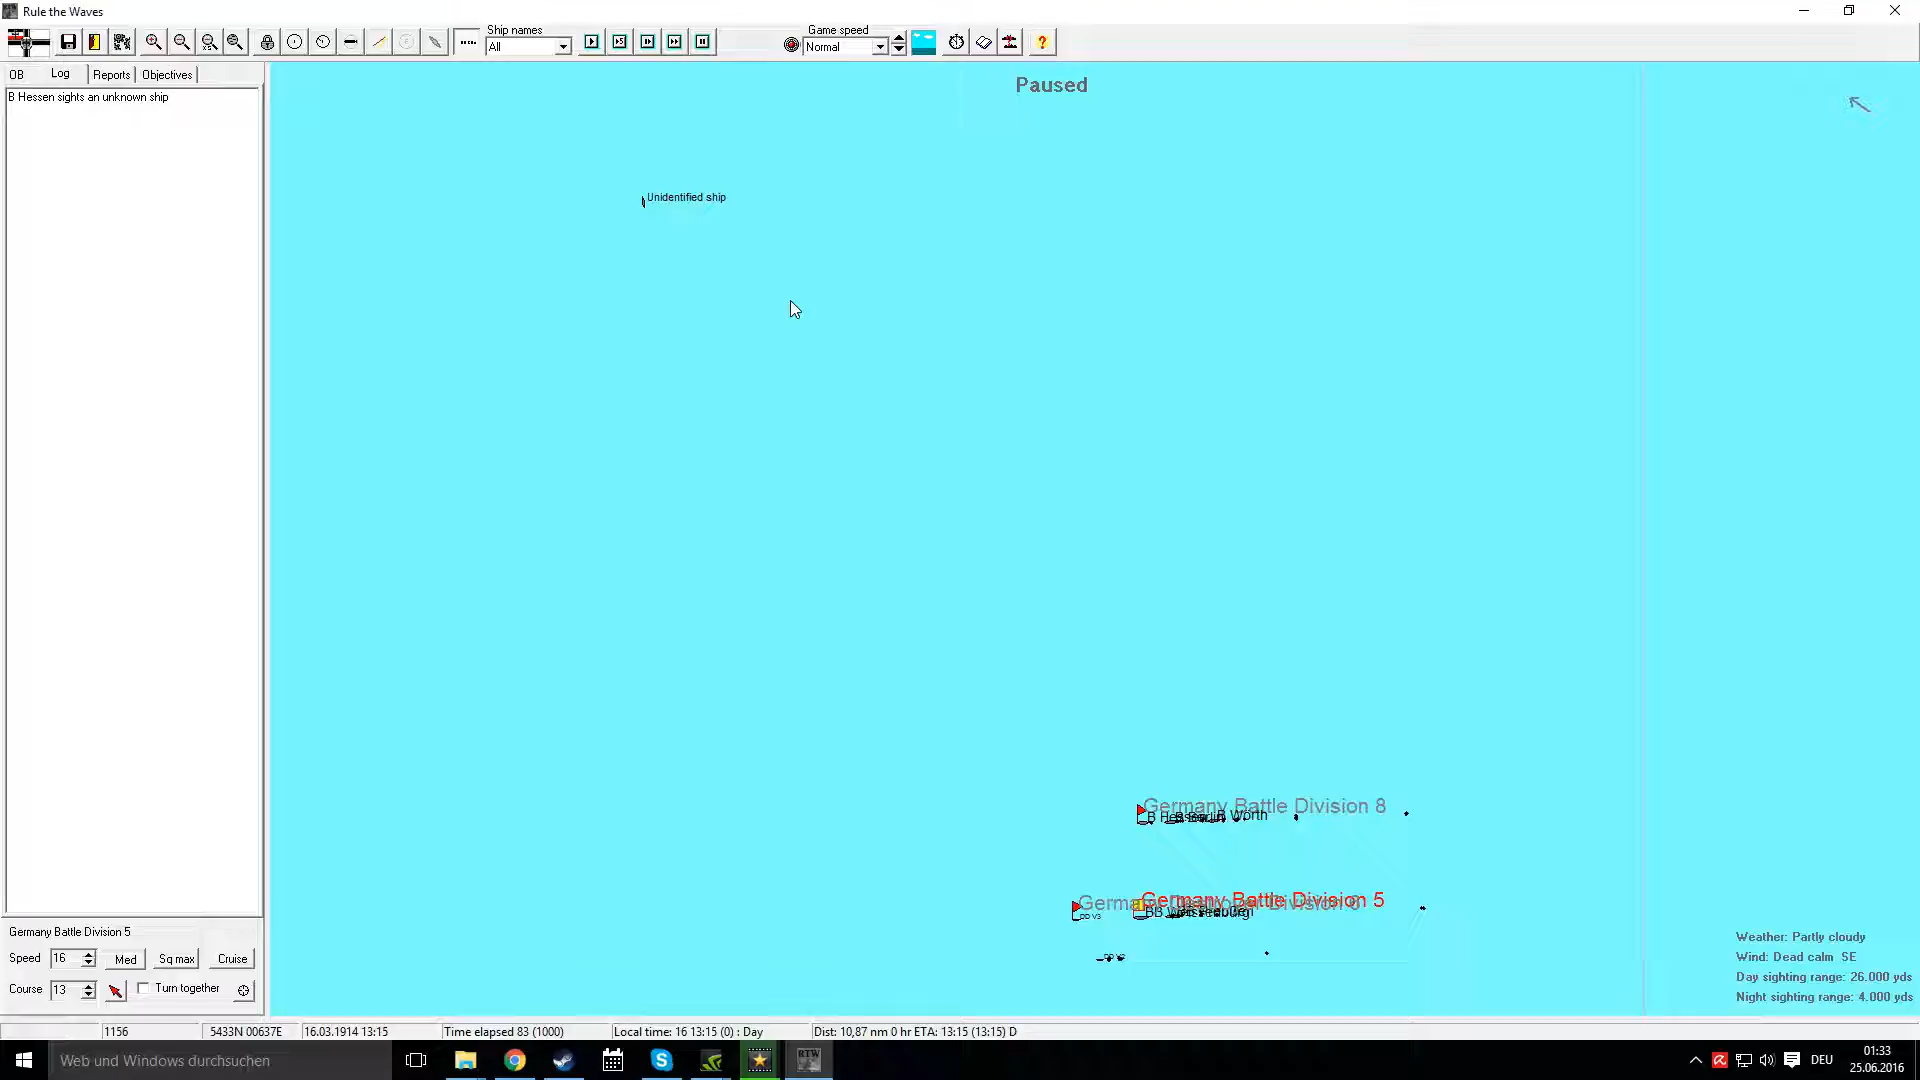 Rule the Waves
Ship names
All
Game speed
Normal
OB
Log
Reports
Objectives
B Hessen sights an unknown ship
Paused
Unidentified ship
Germany Battle Division 8
B Hessen
B Worth
Germany Battle Division 5
DD V3
Weather: Partly cloudy
Wind: Dead calm SE
Day sighting range: 26.000 yds
Night sighting range: 4.000 yds
Germany Battle Division 5
Speed
16
Med
Sq max
Cruise
Course
13
Turn together
1156
5433N 00637E
16.03.1914 13:15
Time elapsed 83 (1000)
Local time: 16 13:15 (0) : Day
Dist: 10,87 nm 0 hr ETA: 13:15 (13:15) D
Web und Windows durchsuchen
RTW
DEU
01:33
25.06.2016